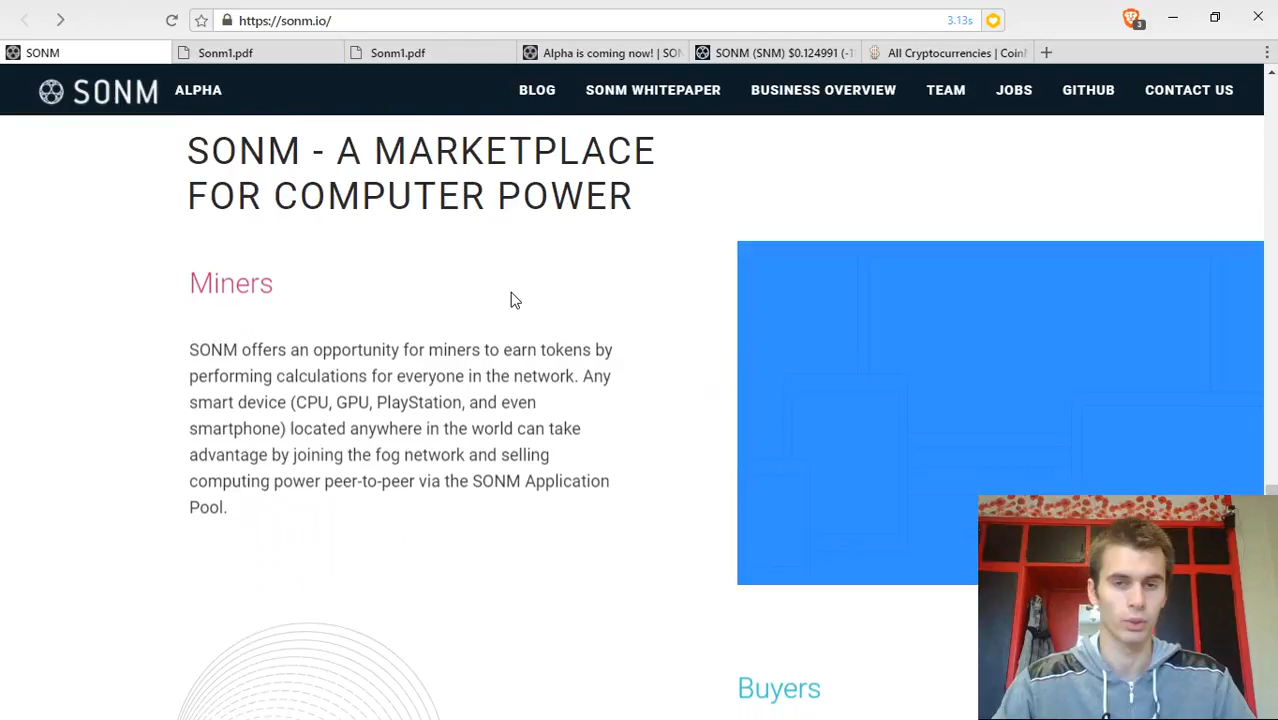 https://sonm.io/
3.13s
3
SONM
Sonm1.pdf
Sonm1.pdf
Alpha is coming now! | SON
SONM (SNM) $0.124991 (-1
All Cryptocurrencies | CoinM
SONM ALPHA
BLOG
SONM WHITEPAPER
BUSINESS OVERVIEW
TEAM
JOBS
GITHUB
CONTACT US
SONM - A MARKETPLACE
FOR COMPUTER POWER
Miners
SONM offers an opportunity for miners to earn tokens by
performing calculations for everyone in the network. Any
smart device (CPU, GPU, PlayStation, and even
smartphone) located anywhere in the world can take
advantage by joining the fog network and selling
computing power peer-to-peer via the SONM Application
Pool.
Buyers